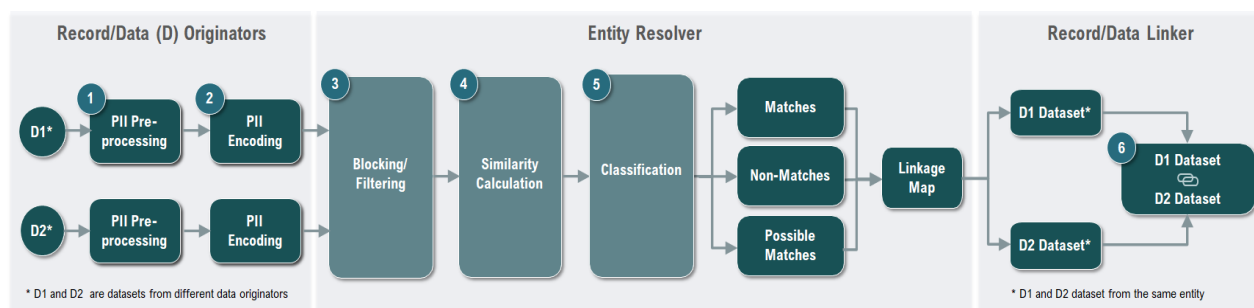 Record/Data (D) Originators
Entity Resolver
Record/Data Linker
1
2
3
4
5
6
D1*
PII Pre-
processing
PII
Encoding
D2*
PII Pre-
processing
PII
Encoding
Blocking/
Filtering
Similarity
Calculation
Classification
Matches
Non-Matches
Possible
Matches
Linkage
Map
D1 Dataset*
D2 Dataset*
D1 Dataset
D2 Dataset
* D1 and D2 are datasets from different data originators
* D1 and D2 dataset from the same entity